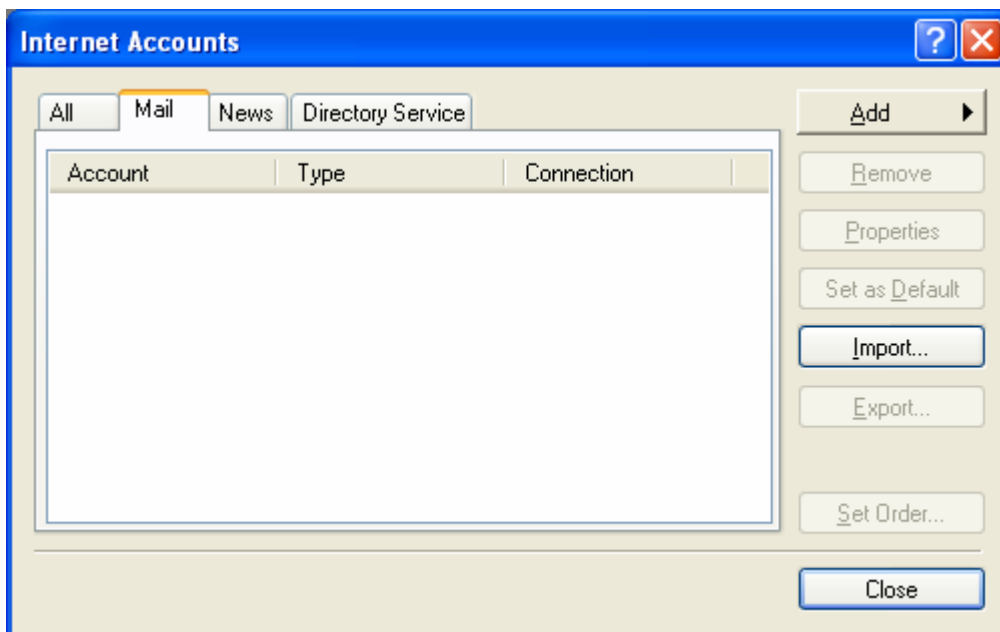 Internet Accounts
All Mail News Directory Service
Add
Account Type Connection
Remove
Properties
Set as Default
Import...
Export...
Set Order...
Close